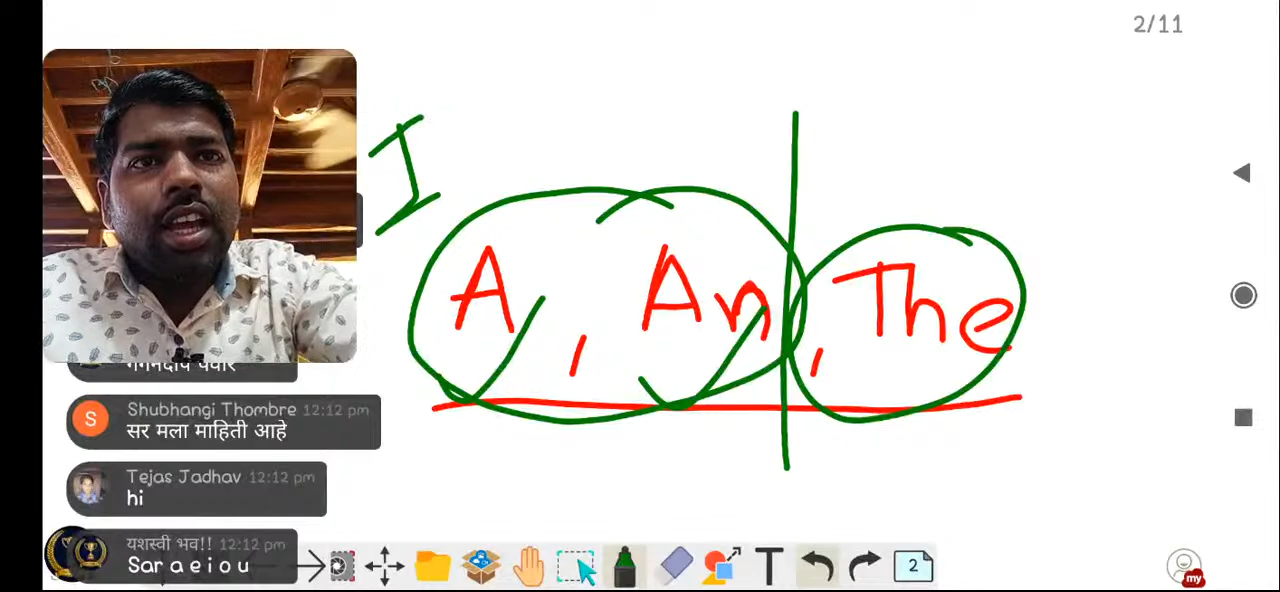 2/11
I
A, An, The
Shubhangi Thombre 12:12 pm
सर मला माहिती आहे
Tejas Jadhav 12:12 pm
hi
यशस्वी भव!! 12:12 pm
Sar a e i o u
T
2
my